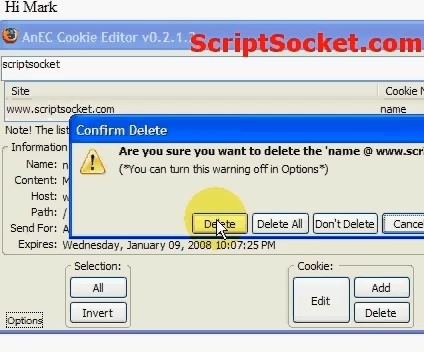 Hi Mark
AnEC Cookie Editor v0.2.1.3
ScriptSocket.com
scriptsocket
Site Cookie N
www.scriptsocket.com name
Note! The list
Confirm Delete
Are you sure you want to delete the 'name @ www.scri
(*You can turn this warning off in Options*)
Information
Name: n
Content: M
Host: w
Path: /
Send For: A
Delete Delete All Don't Delete Cance
Expires: Wednesday, January 09, 2008 10:07:25 PM
Selection: Cookie:
All Edit Add
Invert Delete
Options